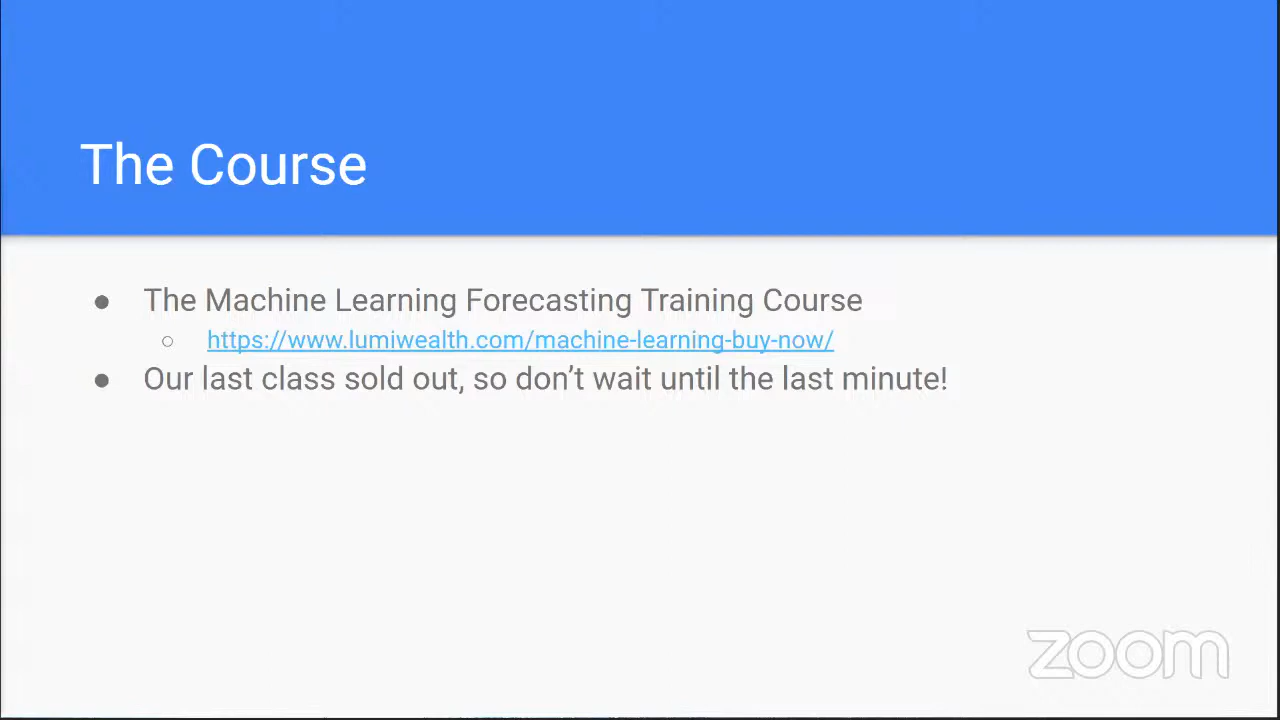 The Course
● The Machine Learning Forecasting Training Course
○ https://www.lumiwealth.com/machine-learning-buy-now/
● Our last class sold out, so don’t wait until the last minute!
zoom